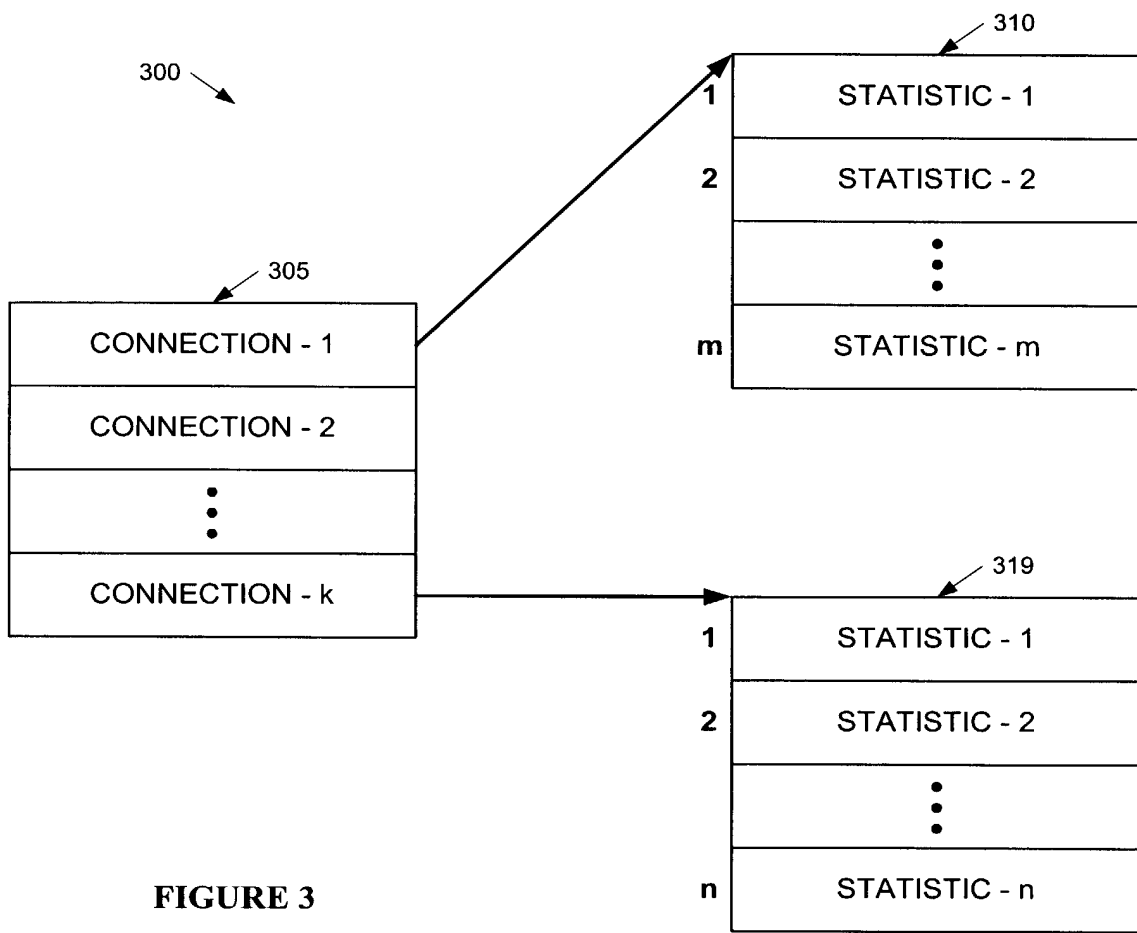 300
305
CONNECTION - 1
CONNECTION - 2
CONNECTION - k
310
1 STATISTIC - 1
2 STATISTIC - 2
m STATISTIC - m
319
1 STATISTIC - 1
2 STATISTIC - 2
n STATISTIC - n
FIGURE 3